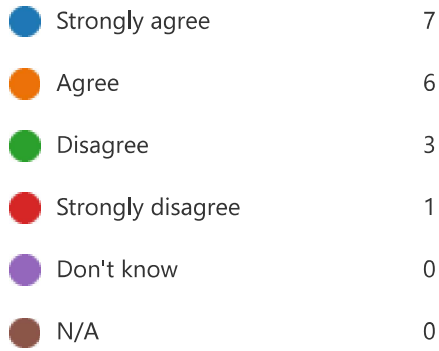 Strongly agree 7
Agree 6
Disagree 3
Strongly disagree 1
Don't know 0
N/A 0